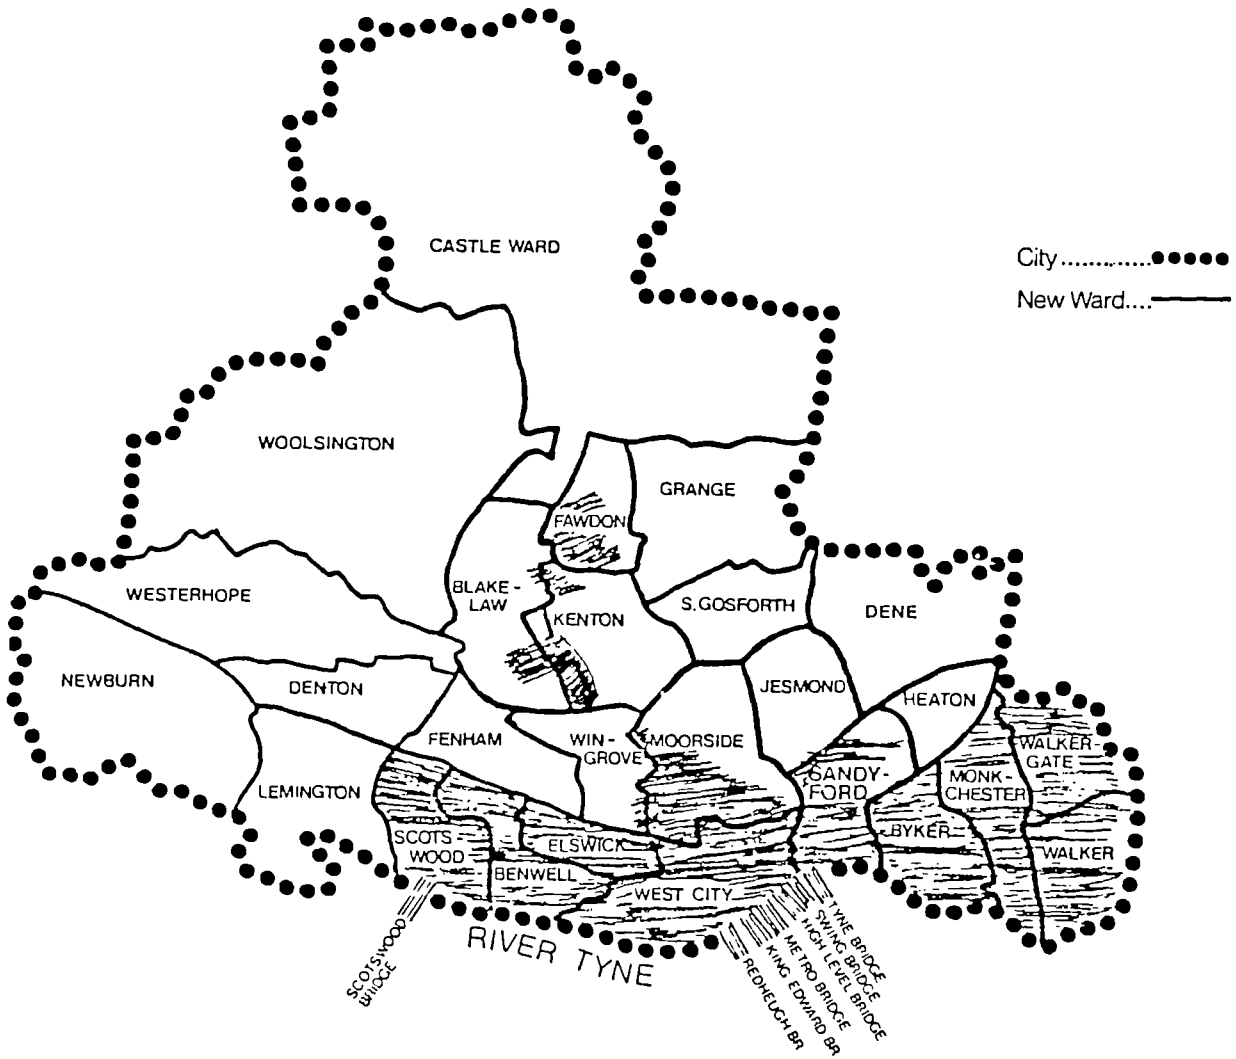 CASTLE WARD
City
New Ward
WOOLSINGTON
GRANGE
FAWDON
WESTERHOPE
BLAKE-
LAW
KENTON
S.GOSFORTH
DENE
NEWBURN
DENTON
JESMOND
HEATON
FENHAM
WIN-
GROVE
MOORSIDE
WALKER-
GATE
SANDY-
FORD
MONK-
CHESTER
LEMINGTON
SCOTS
WOOD
ELSWICK
BYKER
WALKER
BENWELL
WEST CITY
RIVER TYNE
SCOTSWOOD
BRIDGE
TYNE BRIDGE
SWING BRIDGE
HIGH LEVEL BRIDGE
METRO BRIDGE
KING EDWARD BR
REDHEUGH BR